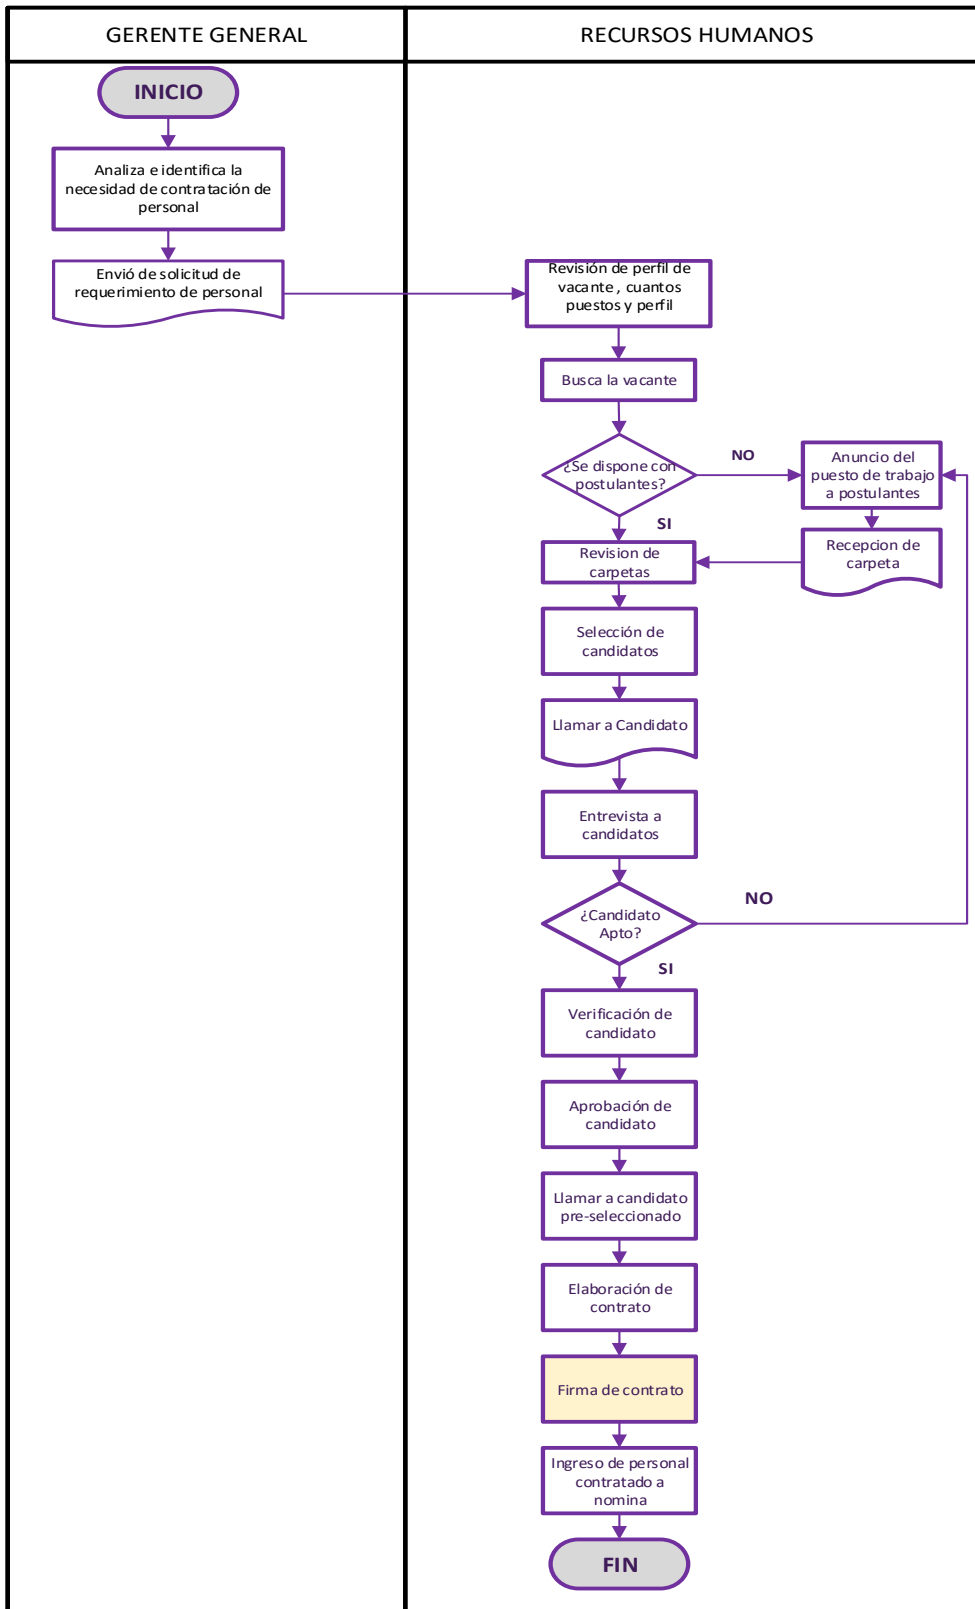 GERENTE GENERAL
RECURSOS HUMANOS
INICIO
Analiza e identifica la
necesidad de contratación de
personal
Envió de solicitud de
requerimiento de personal
Revisión de perfil de
vacante , cuantos
puestos y perfil
Busca la vacante
¿Se dispone con
postulantes?
NO
Anuncio del
puesto de trabajo
a postulantes
SI
Recepcion de
carpeta
Revision de
carpetas
Selección de
candidatos
Llamar a Candidato
Entrevista a
candidatos
¿Candidato
Apto?
NO
SI
Verificación de
candidato
Aprobación de
candidato
Llamar a candidato
pre-seleccionado
Elaboración de
contrato
Firma de contrato
Ingreso de personal
contratado a
nomina
FIN